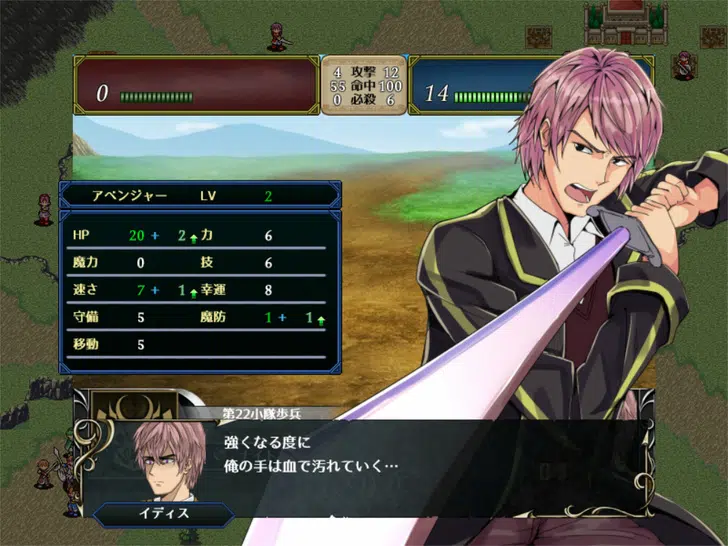 4 攻撃 12
0 55 命中 100 14
0 必殺 6
アベンジャー LV 2
HP 20 + 2 力 6
魔力 0 技 6
速さ 7 + 1 幸運 8
守備 5 魔防 1 + 1
移動 5
第22小隊歩兵
強くなる度に
俺の手は血で汚れていく…
イディス